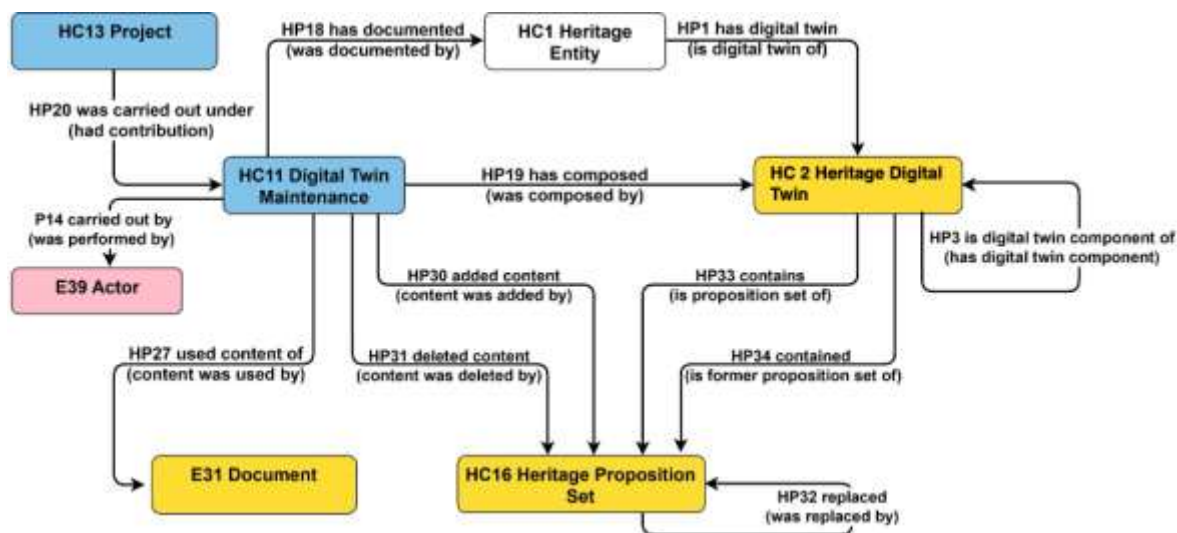 HC13 Project
HP18 has documented
(was documented by)
HC1 Heritage
Entity
HP1 has digital twin
(is digital twin of)
HP20 was carried out under
(had contribution)
HC11 Digital Twin
Maintenance
HP19 has composed
(was composed by)
HC 2 Heritage Digital
Twin
P14 carried out by
(was performed by)
HP3 is digital twin component of
(has digital twin component)
E39 Actor
HP30 added content
(content was added by)
HP33 contains
(is proposition set of)
HP27 used content of
(content was used by)
HP31 deleted content
(content was deleted by)
HP34 contained
(is former proposition set of)
E31 Document
HC16 Heritage Proposition
Set
HP32 replaced
(was replaced by)